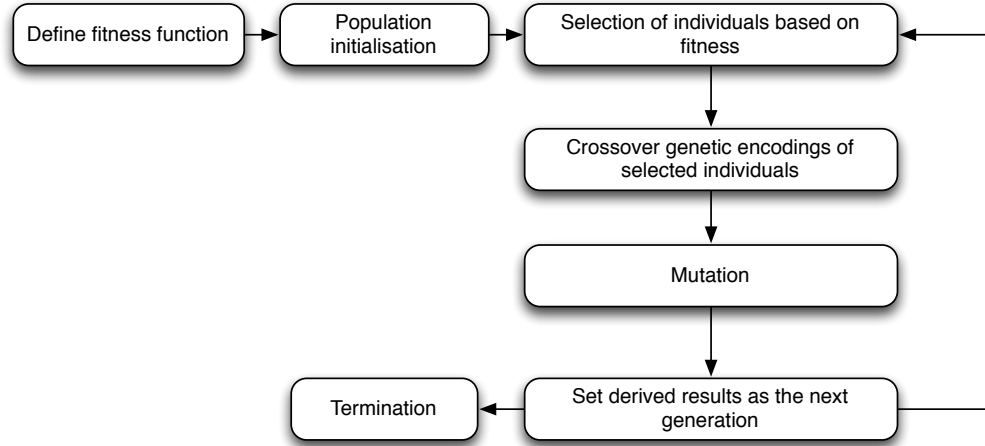 Define fitness function
Population
initialisation
Selection of individuals based on
fitness
Crossover genetic encodings of
selected individuals
Mutation
Set derived results as the next
generation
Termination